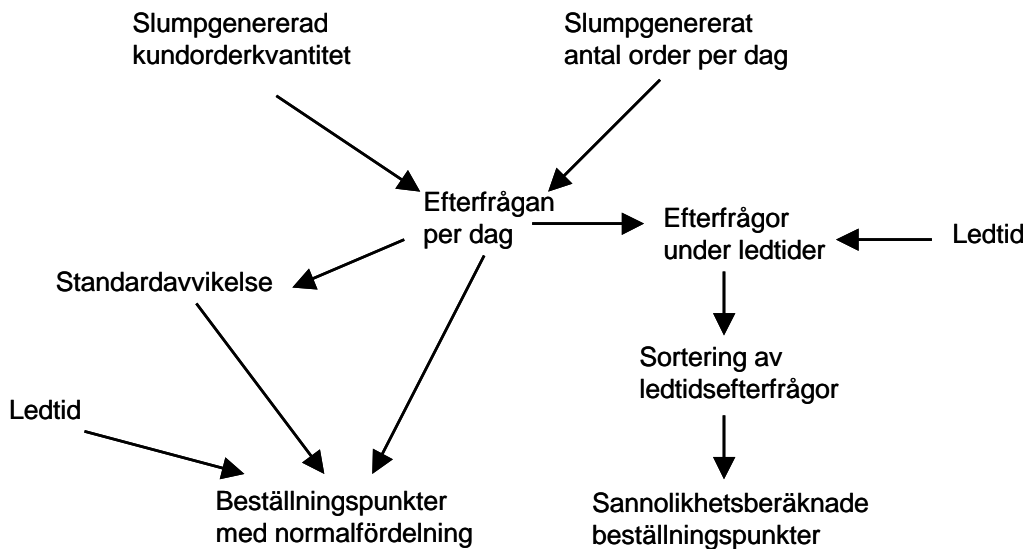 Slumpgenererad
kundorderkvantitet
Slumpgenererat
antal order per dag
Efterfrågan
per dag
Efterfrågor
under ledtider
Ledtid
Standardavvikelse
Sortering av
ledtidsefterfrågor
Ledtid
Beställningspunkter
med normalfördelning
Sannolikhetsberäknade
beställningspunkter